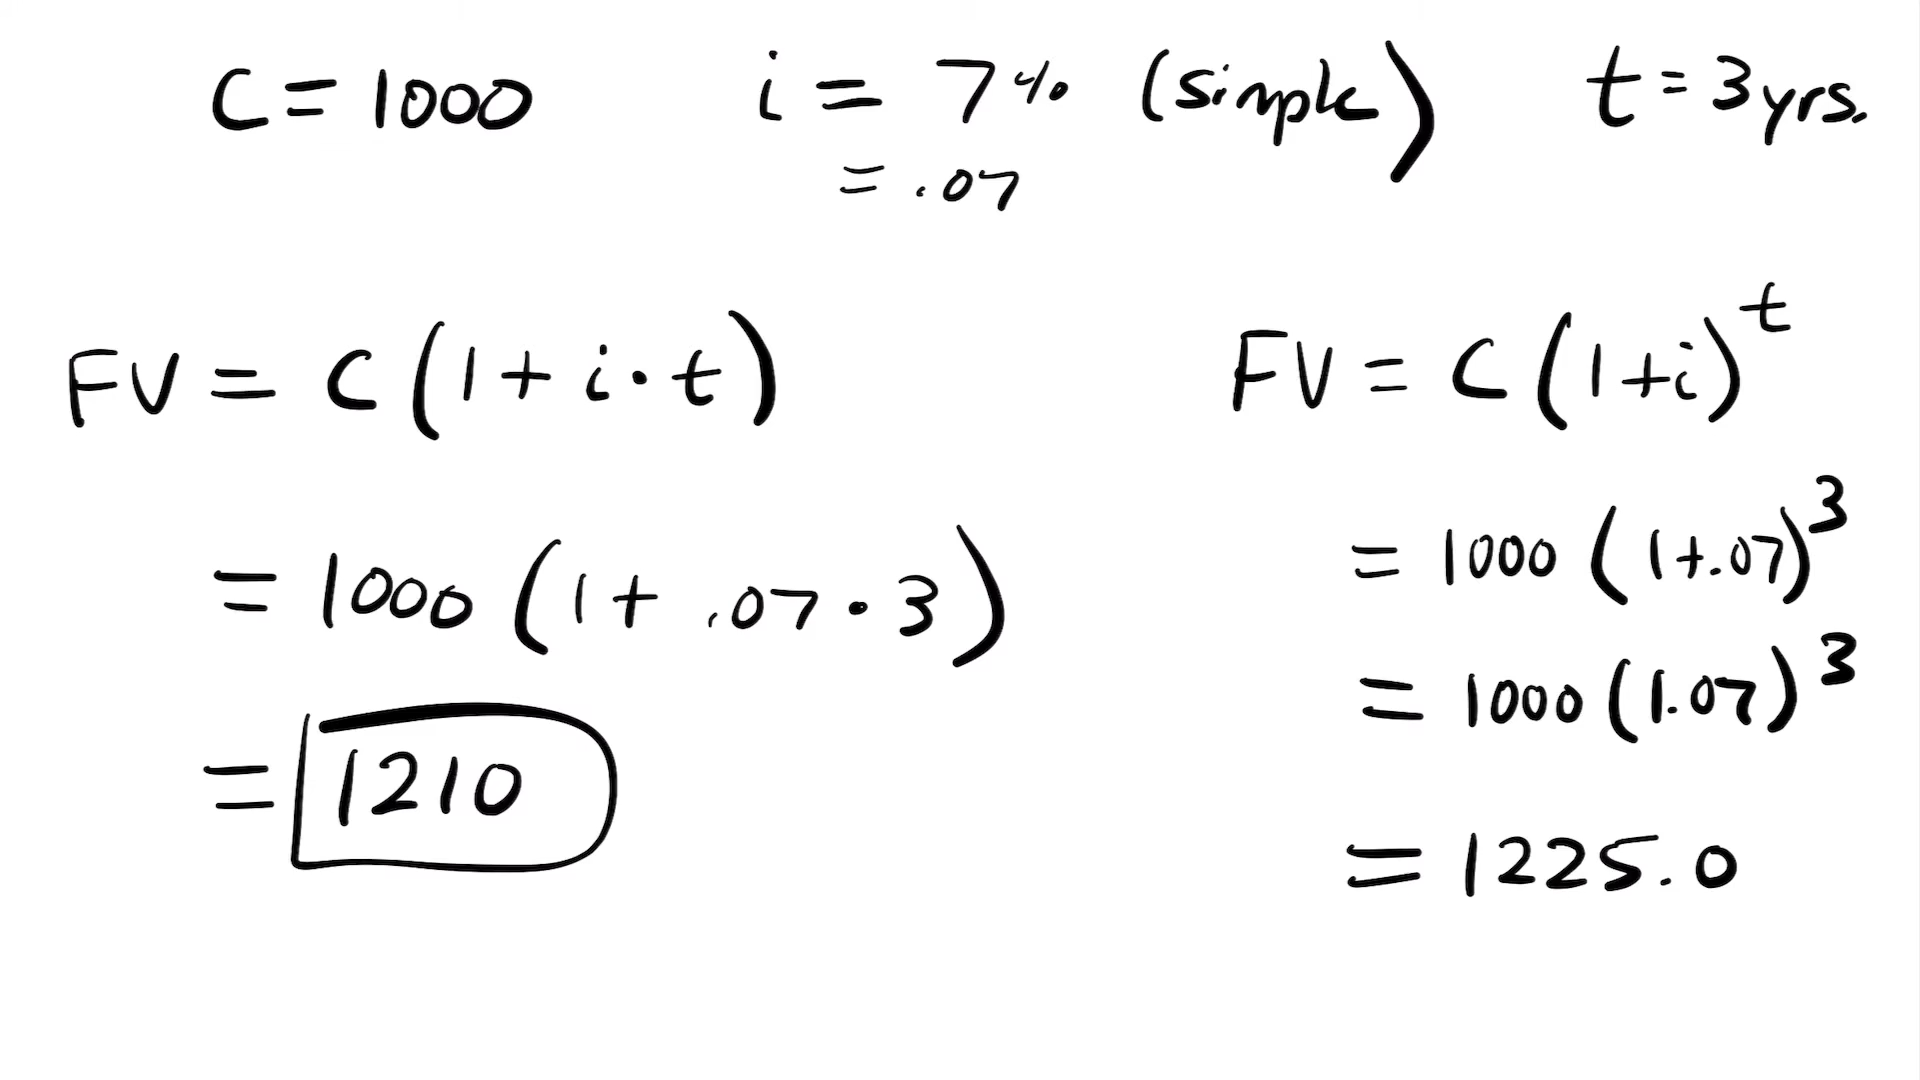 C = 1000 i = 7% (simple) t = 3 yrs.
= .07
FV = C (1 + i · t)
= 1000 (1 + .07 · 3)
= 1210
FV = C (1+i)^t
= 1000 (1+.07)^3
= 1000 (1.07)^3
= 1225.0